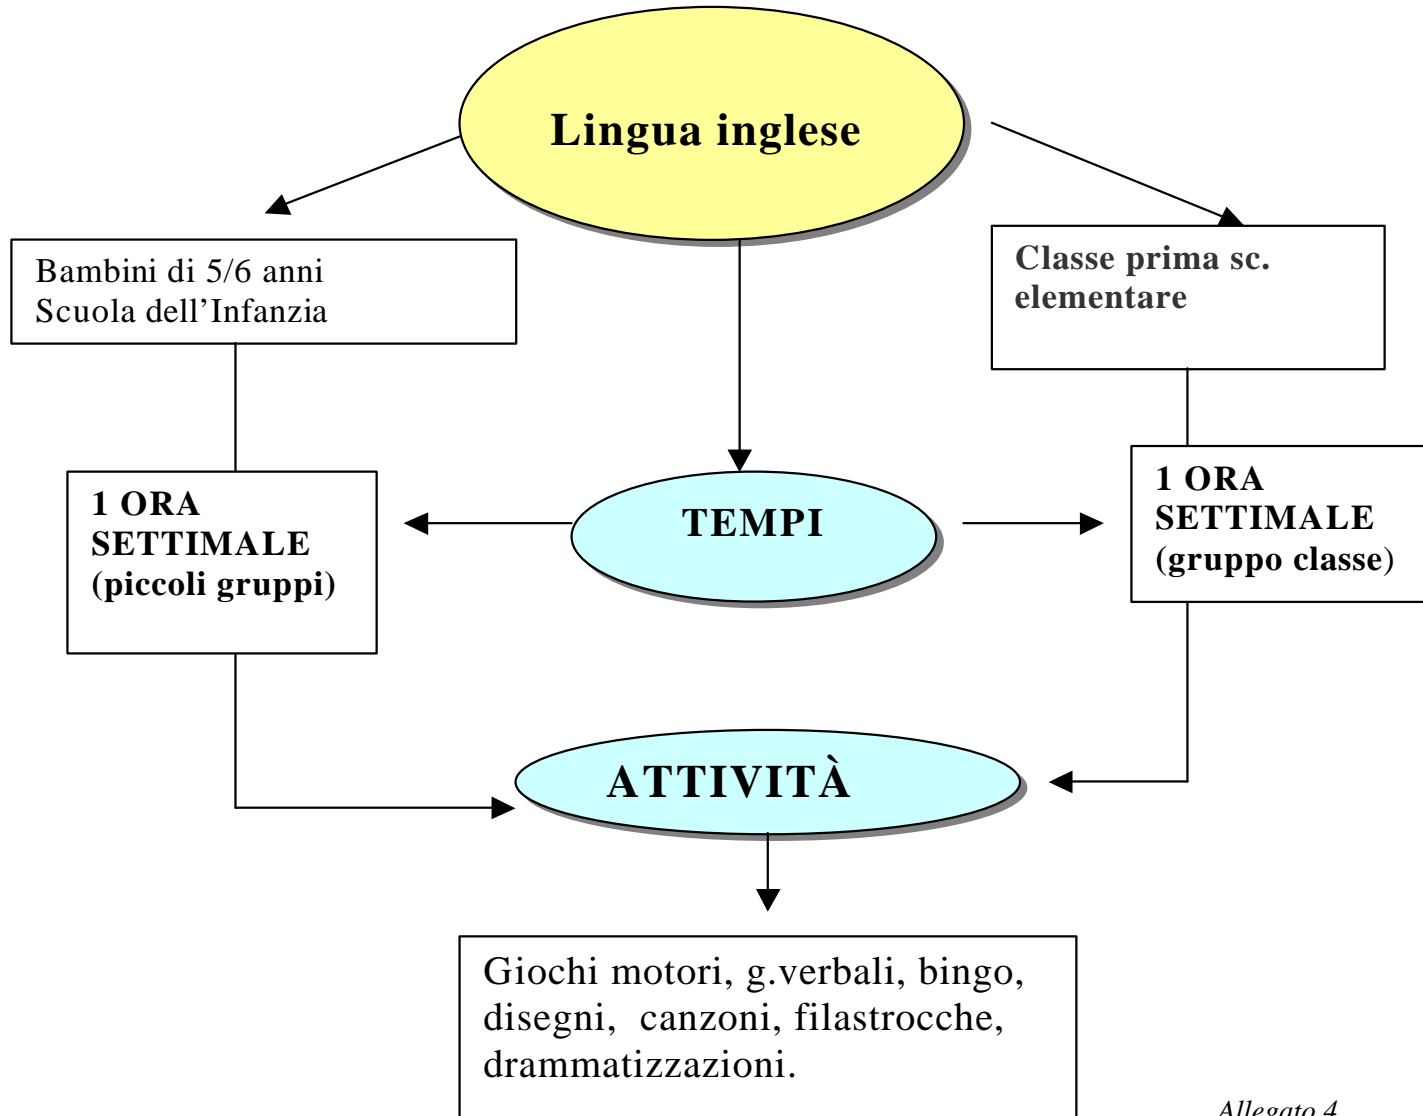 Lingua inglese
Bambini di 5/6 anni
Scuola dell’Infanzia
Classe prima sc.
elementare
1 ORA
SETTIMALE
(piccoli gruppi)
TEMPI
1 ORA
SETTIMALE
(gruppo classe)
ATTIVITÀ
Giochi motori, g.verbali, bingo,
disegni, canzoni, filastrocche,
drammatizzazioni.
Allegato 4